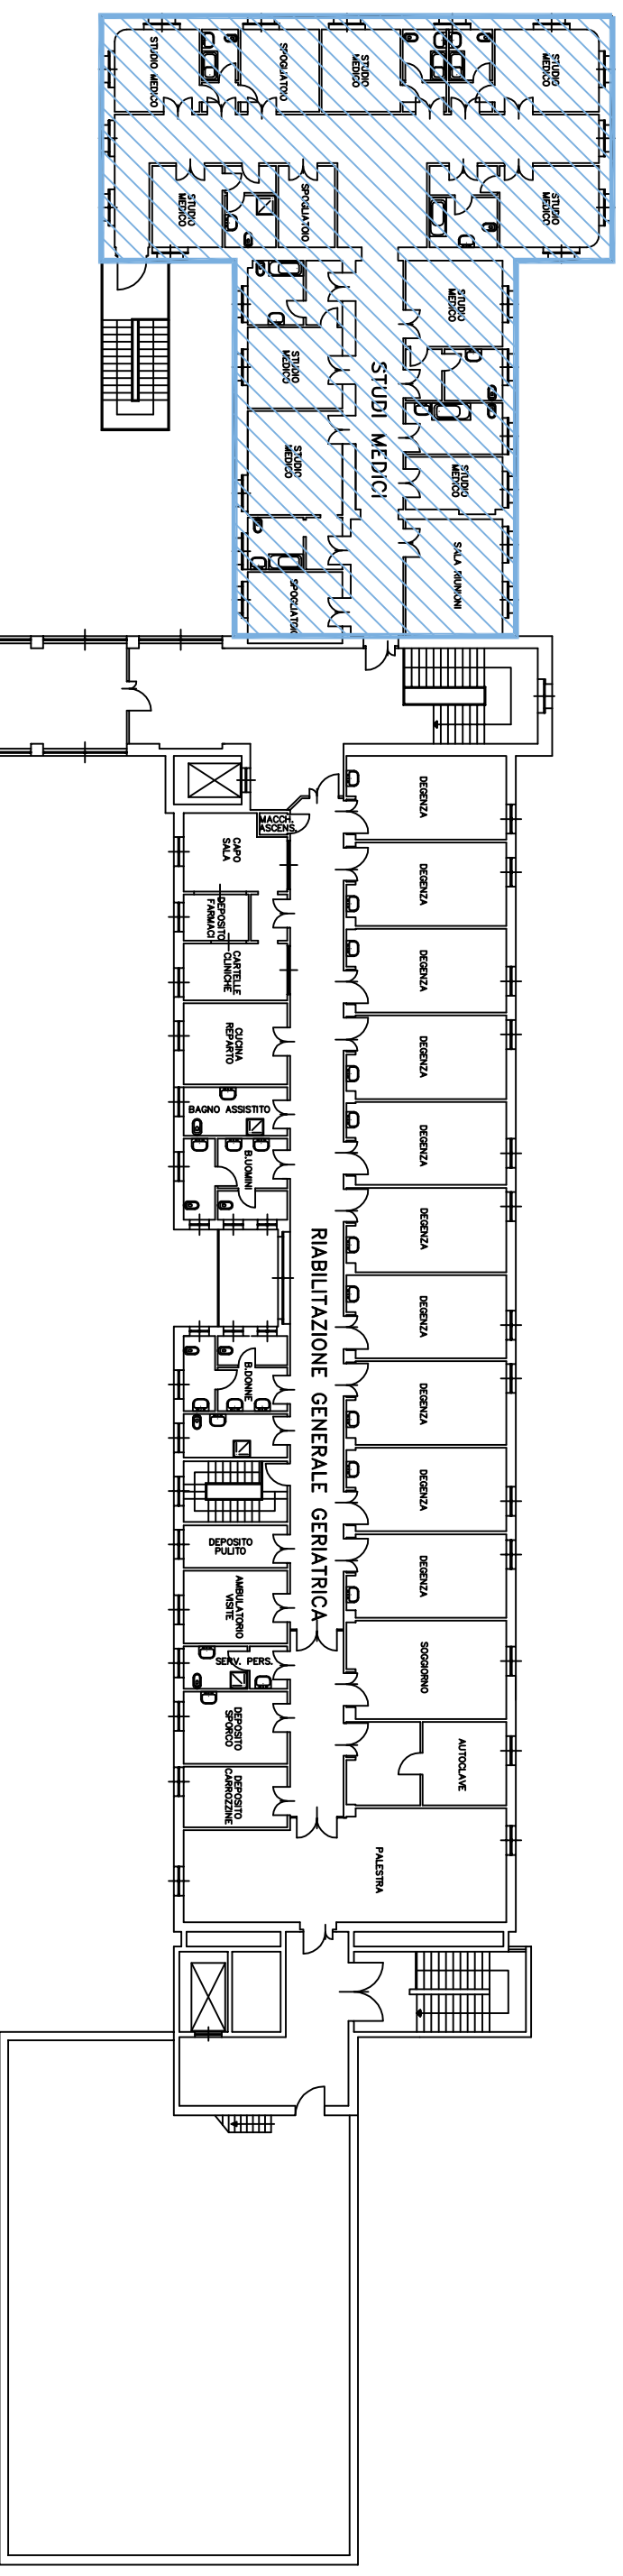 STUDIO MEDICO
SPOGLIATOIO
STUDIO
MEDICO
STUDIO
MEDICO
STUDIO
MEDICO
SPOGLIATOIO
STUDIO
MEDICO
STUDIO
MEDICO
STUDIO
MEDICO
STUDI MEDICI
STUDIO
MEDICO
STUDIO
MEDICO
SALA RIUNIONI
SPOGLIATOIO
DEGENZA
MACCH.
ASCENS.
CAPO
SALA
DEGENZA
DEPOSITO
FARMACI
CARTELLE
CLINICHE
DEGENZA
CUCINA
REPARTO
DEGENZA
BAGNO ASSISTITO
DEGENZA
B.UOMINI
DEGENZA
RIABILITAZIONE GENERALE GERIATRICA
DEGENZA
B.DONNE
DEGENZA
DEGENZA
DEPOSITO
PULITO
DEGENZA
AMBULATORIO
VISITE
SERV. PERS.
SOGGIORNO
DEPOSITO
SPORCO
AUTOCLAVE
DEPOSITO
CARROZZINE
PALESTRA